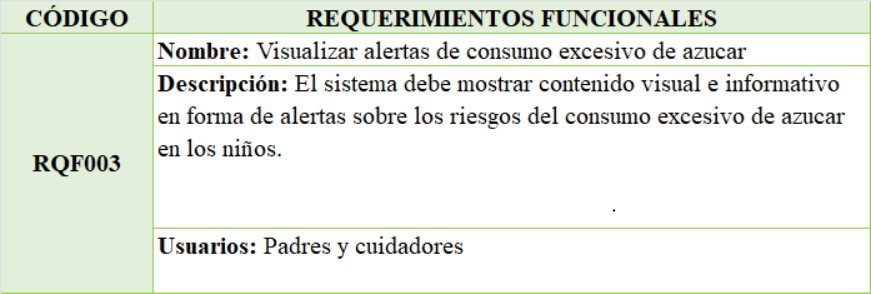 CÓDIGO REQUERIMIENTOS FUNCIONALES
Nombre: Visualizar alertas de consumo excesivo de azucar
Descripción: El sistema debe mostrar contenido visual e informativo
en forma de alertas sobre los riesgos del consumo excesivo de azucar
en los niños.
RQF003
.
Usuarios: Padres y cuidadores